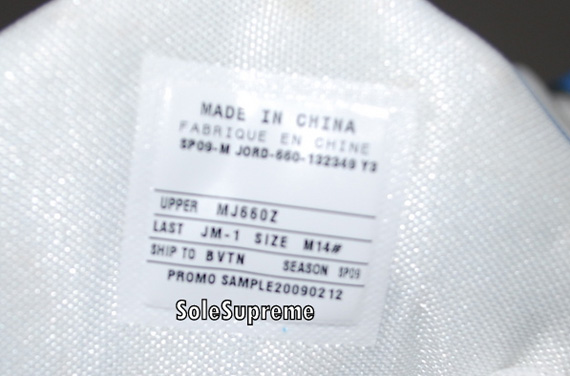 MADE IN CHINA
FABRIQUE EN CHINE
SP09-M JORD-660-132349 Y3
UPPER MJ660Z
LAST JM-1 SIZE M14#
SHIP TO BVTN SEASON SP09
PROMO SAMPLE20090212
SoleSupreme